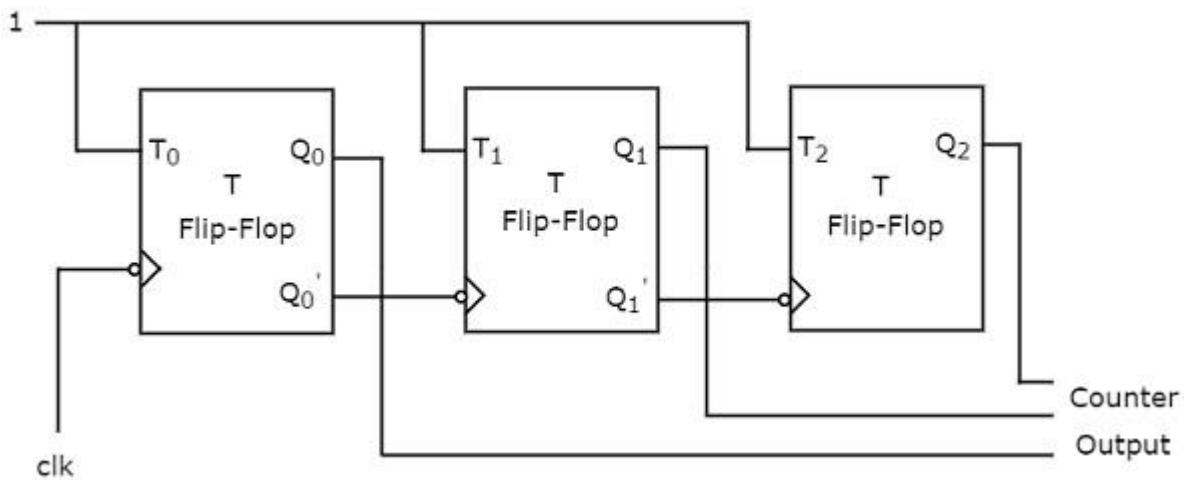 1
T₀
Q₀
T
Flip-Flop
Q₀'
T₁
Q₁
T
Flip-Flop
Q₁'
T₂
Q₂
T
Flip-Flop
clk
Counter
Output